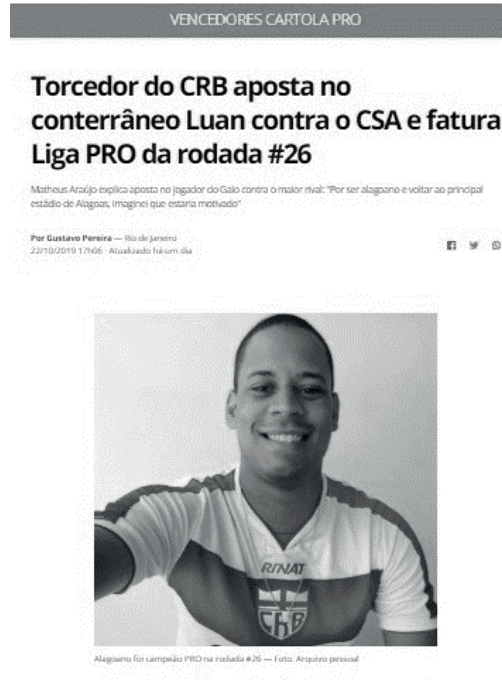 VENCEDORES CARTOLA PRO
Torcedor do CRB aposta no
conterrâneo Luan contra o CSA e fatura
Liga PRO da rodada #26
Matheus Araújo explica aposta no jogador do Galo contra o maior rival: "Por ser alagoano e voltar ao principal
estádio de Alagoas, imaginei que estaria motivado"
Por Gustavo Pereira — Rio de Janeiro
22/10/2019 17h06 · Atualizado há um dia
RINAT
CRB
Alagoano foi campeão PRO na rodada #26 — Foto: Arquivo pessoal